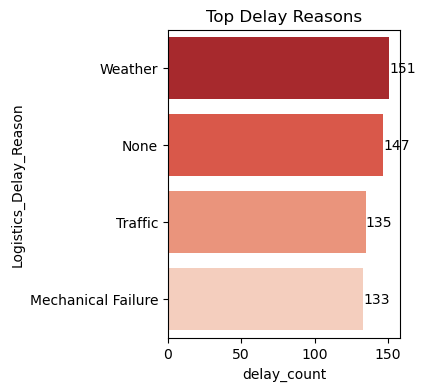 Top Delay Reasons
Logistics_Delay_Reason
Weather
151
None
147
Traffic
135
Mechanical Failure
133
0
50
100
150
delay_count